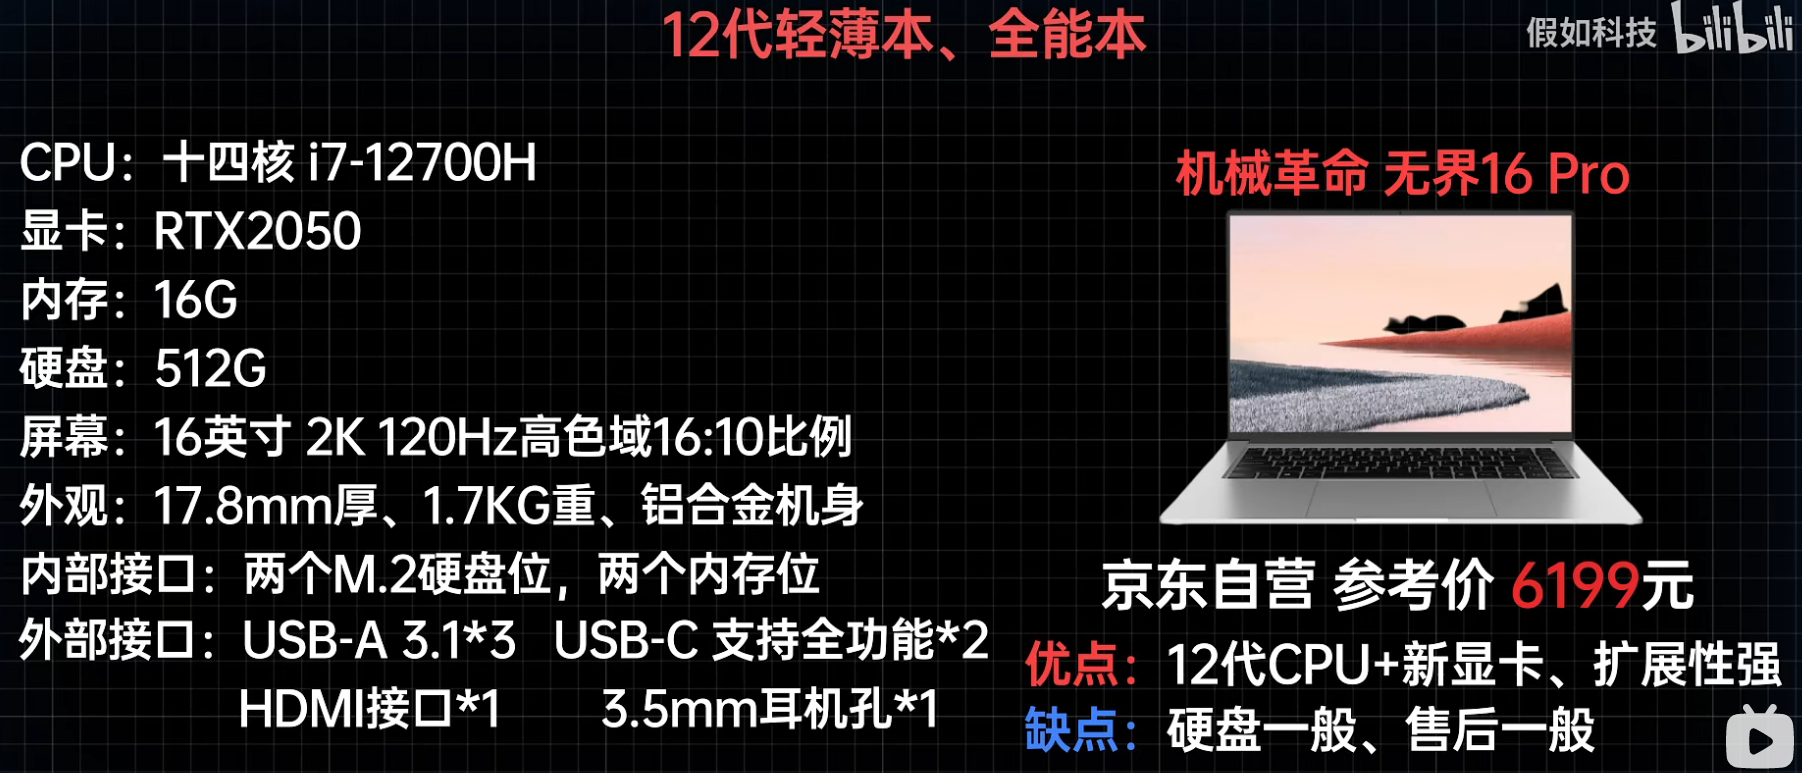 12代轻薄本、全能本
假如科技 bilibili
CPU：十四核 i7-12700H
显卡：RTX2050
内存：16G
硬盘：512G
屏幕：16英寸 2K 120Hz高色域16:10比例
外观：17.8mm厚、1.7KG重、铝合金机身
内部接口：两个M.2硬盘位，两个内存位
外部接口：USB-A 3.1*3 USB-C 支持全功能*2
HDMI接口*1 3.5mm耳机孔*1
机械革命 无界16 Pro
京东自营 参考价 6199元
优点：12代CPU+新显卡、扩展性强
缺点：硬盘一般、售后一般